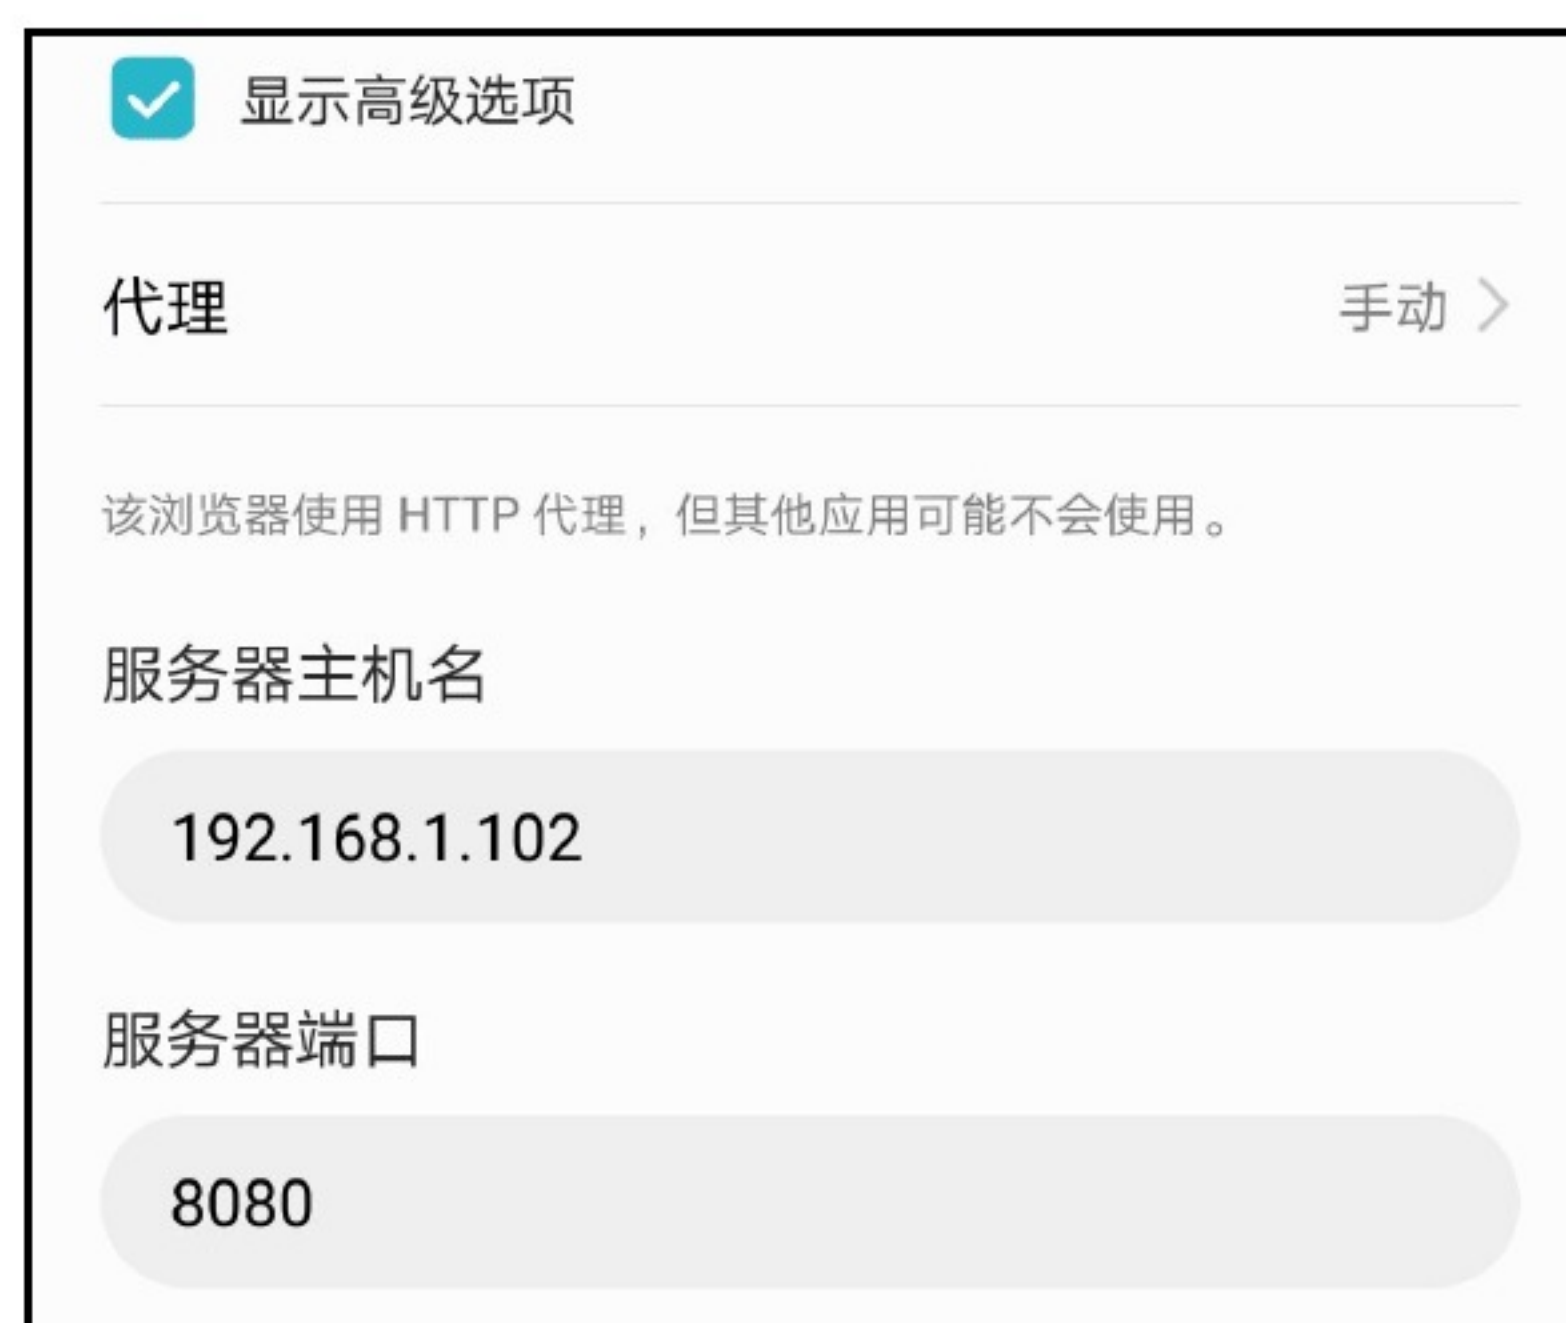 显示高级选项
代理
手动
该浏览器使用 HTTP 代理，但其他应用可能不会使用。
服务器主机名
192.168.1.102
服务器端口
8080